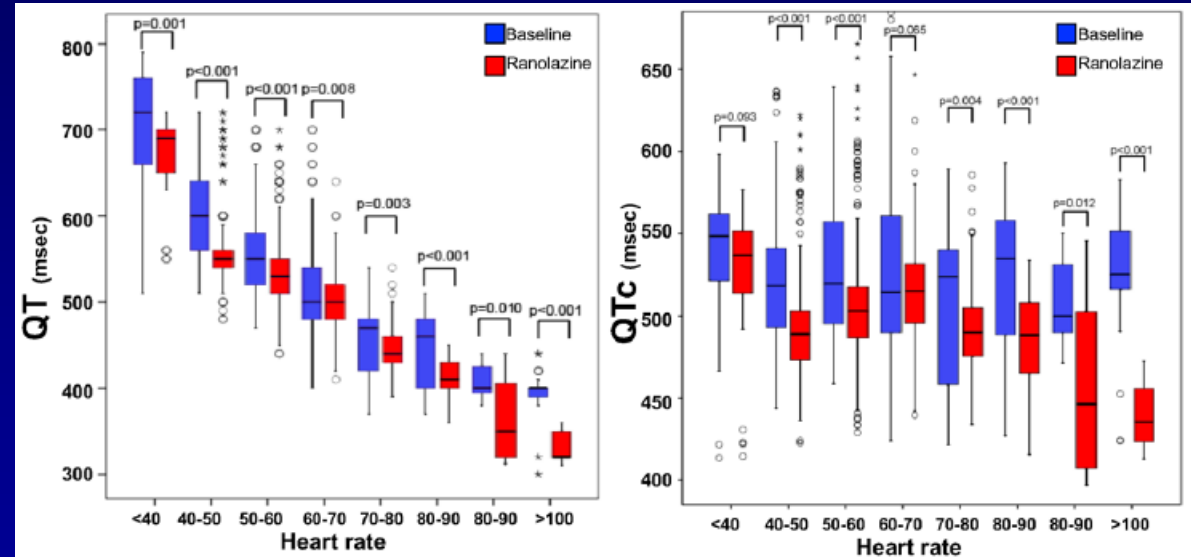 Baseline
Ranolazine
p=0.001
p<0.001
p<0.001
p=0.008
p=0.003
p<0.001
p=0.010
p<0.001
800
700
600
500
400
300
QT (msec)
<40 40-50 50-60 60-70 70-80 80-90 80-90 >100
Heart rate
Baseline
Ranolazine
p<0.001
p<0.001
p=0.065
p=0.093
p=0.004
p<0.001
p=0.012
p<0.001
650
600
550
500
450
400
QTc (msec)
<40 40-50 50-60 60-70 70-80 80-90 80-90 >100
Heart rate